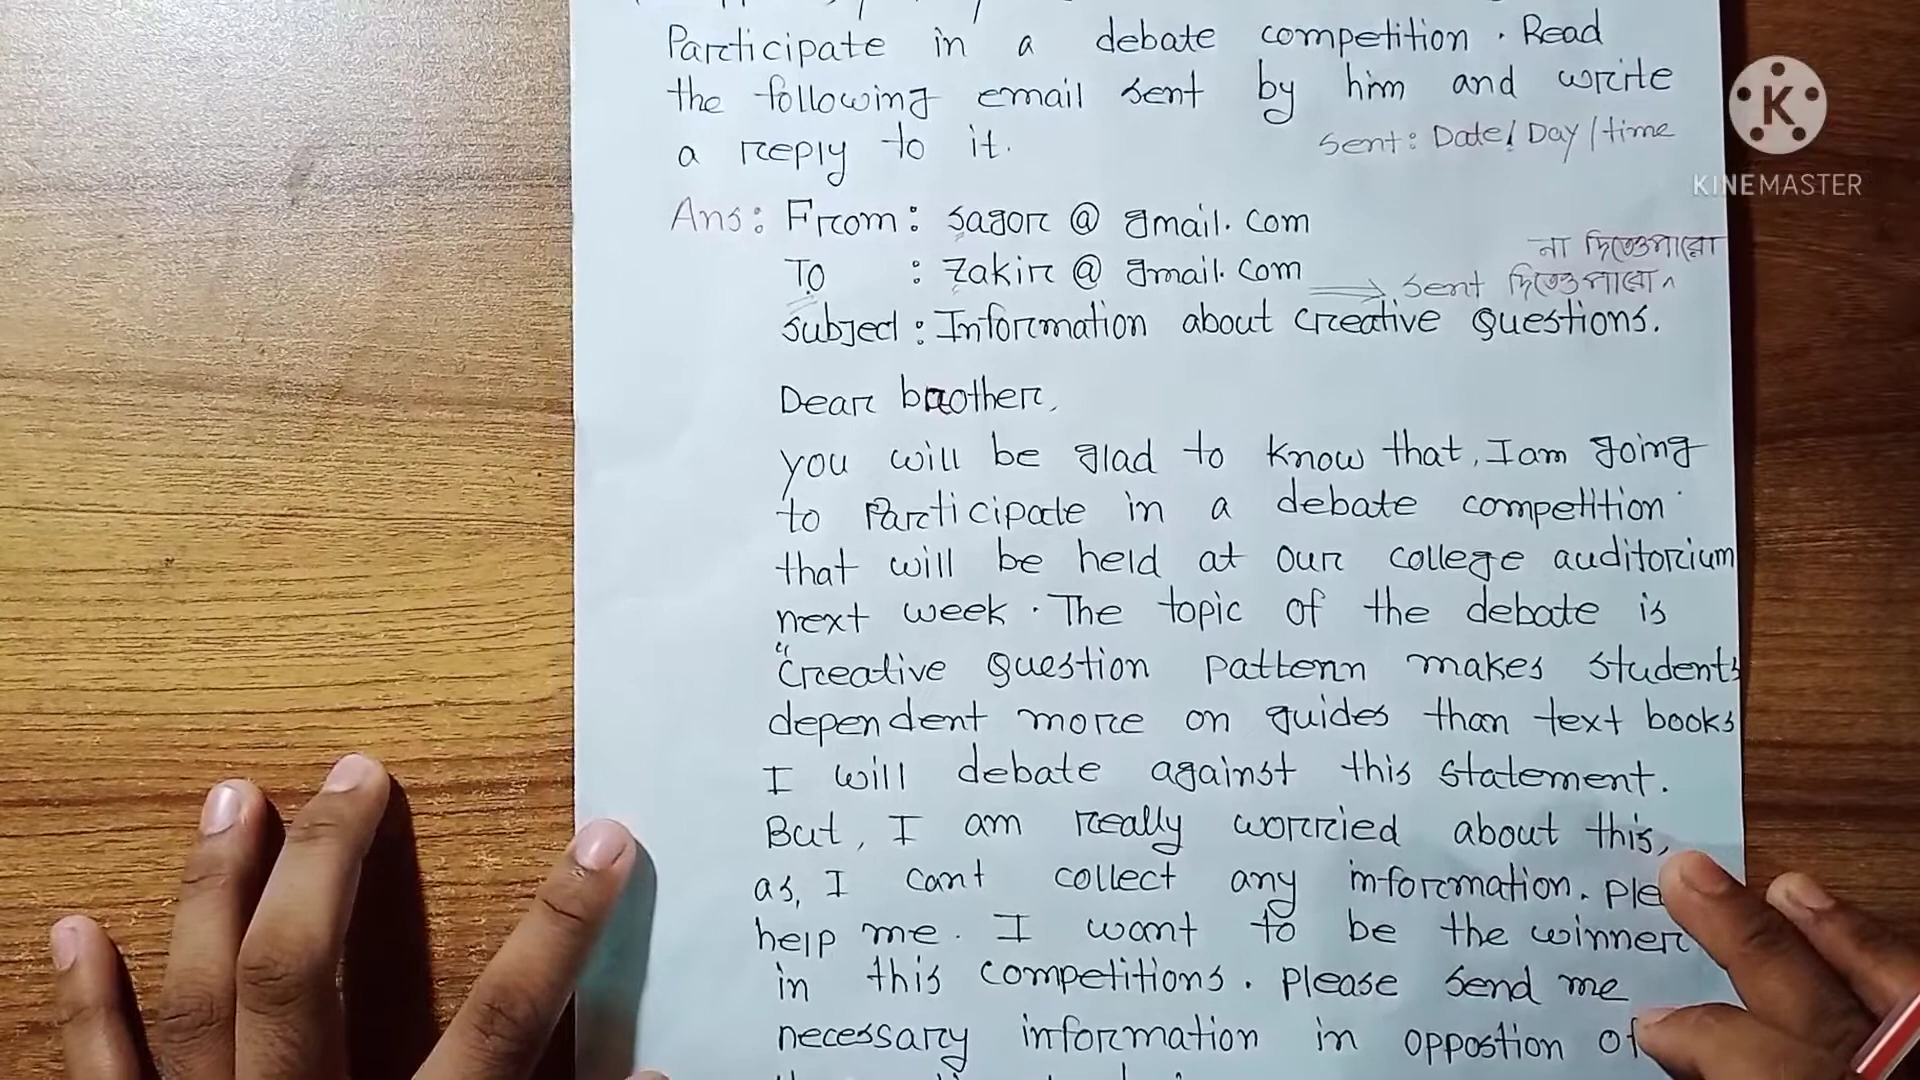 Participate in a debate competition. Read
the following email sent by him and write
a reply to it.
Sent: Date/Day/time
KINEMASTER
Ans: From: sagor@gmail.com
না দিতেওপারো
To : Zakir@gmail.com → sent দিতেওপারো
Subject: Information about Creative Questions.
Dear brother,
you will be glad to know that, I am going
to Participate in a debate competition
that will be held at our college auditorium
next week. The topic of the debate is
"Creative Question pattern makes students
dependent more on guides than text books
I will debate against this statement.
But, I am really worried about this,
as, I cant collect any information. Ple
help me. I want to be the winner
in this competitions. please send me
necessary information in oppostion of